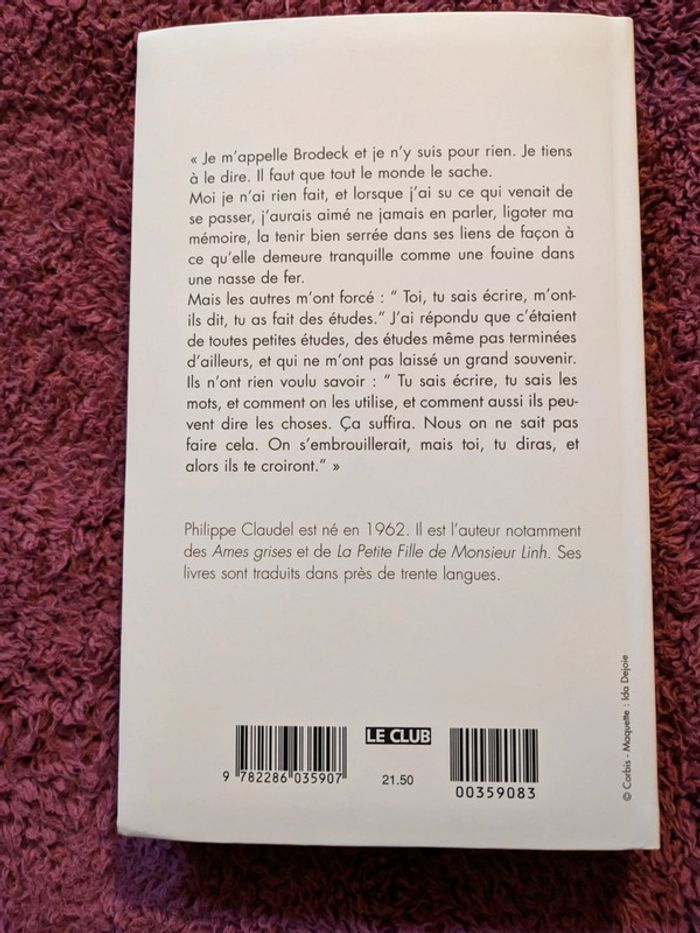 « Je m'appelle Brodeck et je n'y suis pour rien. Je tiens
à le dire. Il faut que tout le monde le sache.
Moi je n'ai rien fait, et lorsque j'ai su ce qui venait de
se passer, j'aurais aimé ne jamais en parler, ligoter ma
mémoire, la tenir bien serrée dans ses liens de façon à
ce qu'elle demeure tranquille comme une fouine dans
une nasse de fer.
Mais les autres m'ont forcé : " Toi, tu sais écrire, m'ont-
ils dit, tu as fait des études." J'ai répondu que c'étaient
de toutes petites études, des études même pas terminées
d'ailleurs, et qui ne m'ont pas laissé un grand souvenir.
Ils n'ont rien voulu savoir : " Tu sais écrire, tu sais les
mots, et comment on les utilise, et comment aussi ils peu-
vent dire les choses. Ça suffira. Nous on ne sait pas
faire cela. On s'embrouillerait, mais toi, tu diras, et
alors ils te croiront." »
Philippe Claudel est né en 1962. Il est l'auteur notamment
des Ames grises et de La Petite Fille de Monsieur Linh. Ses
livres sont traduits dans près de trente langues.
© Corbis - Maquette : Ida Dejoie
LE CLUB
9 782286 035907
21.50
00359083